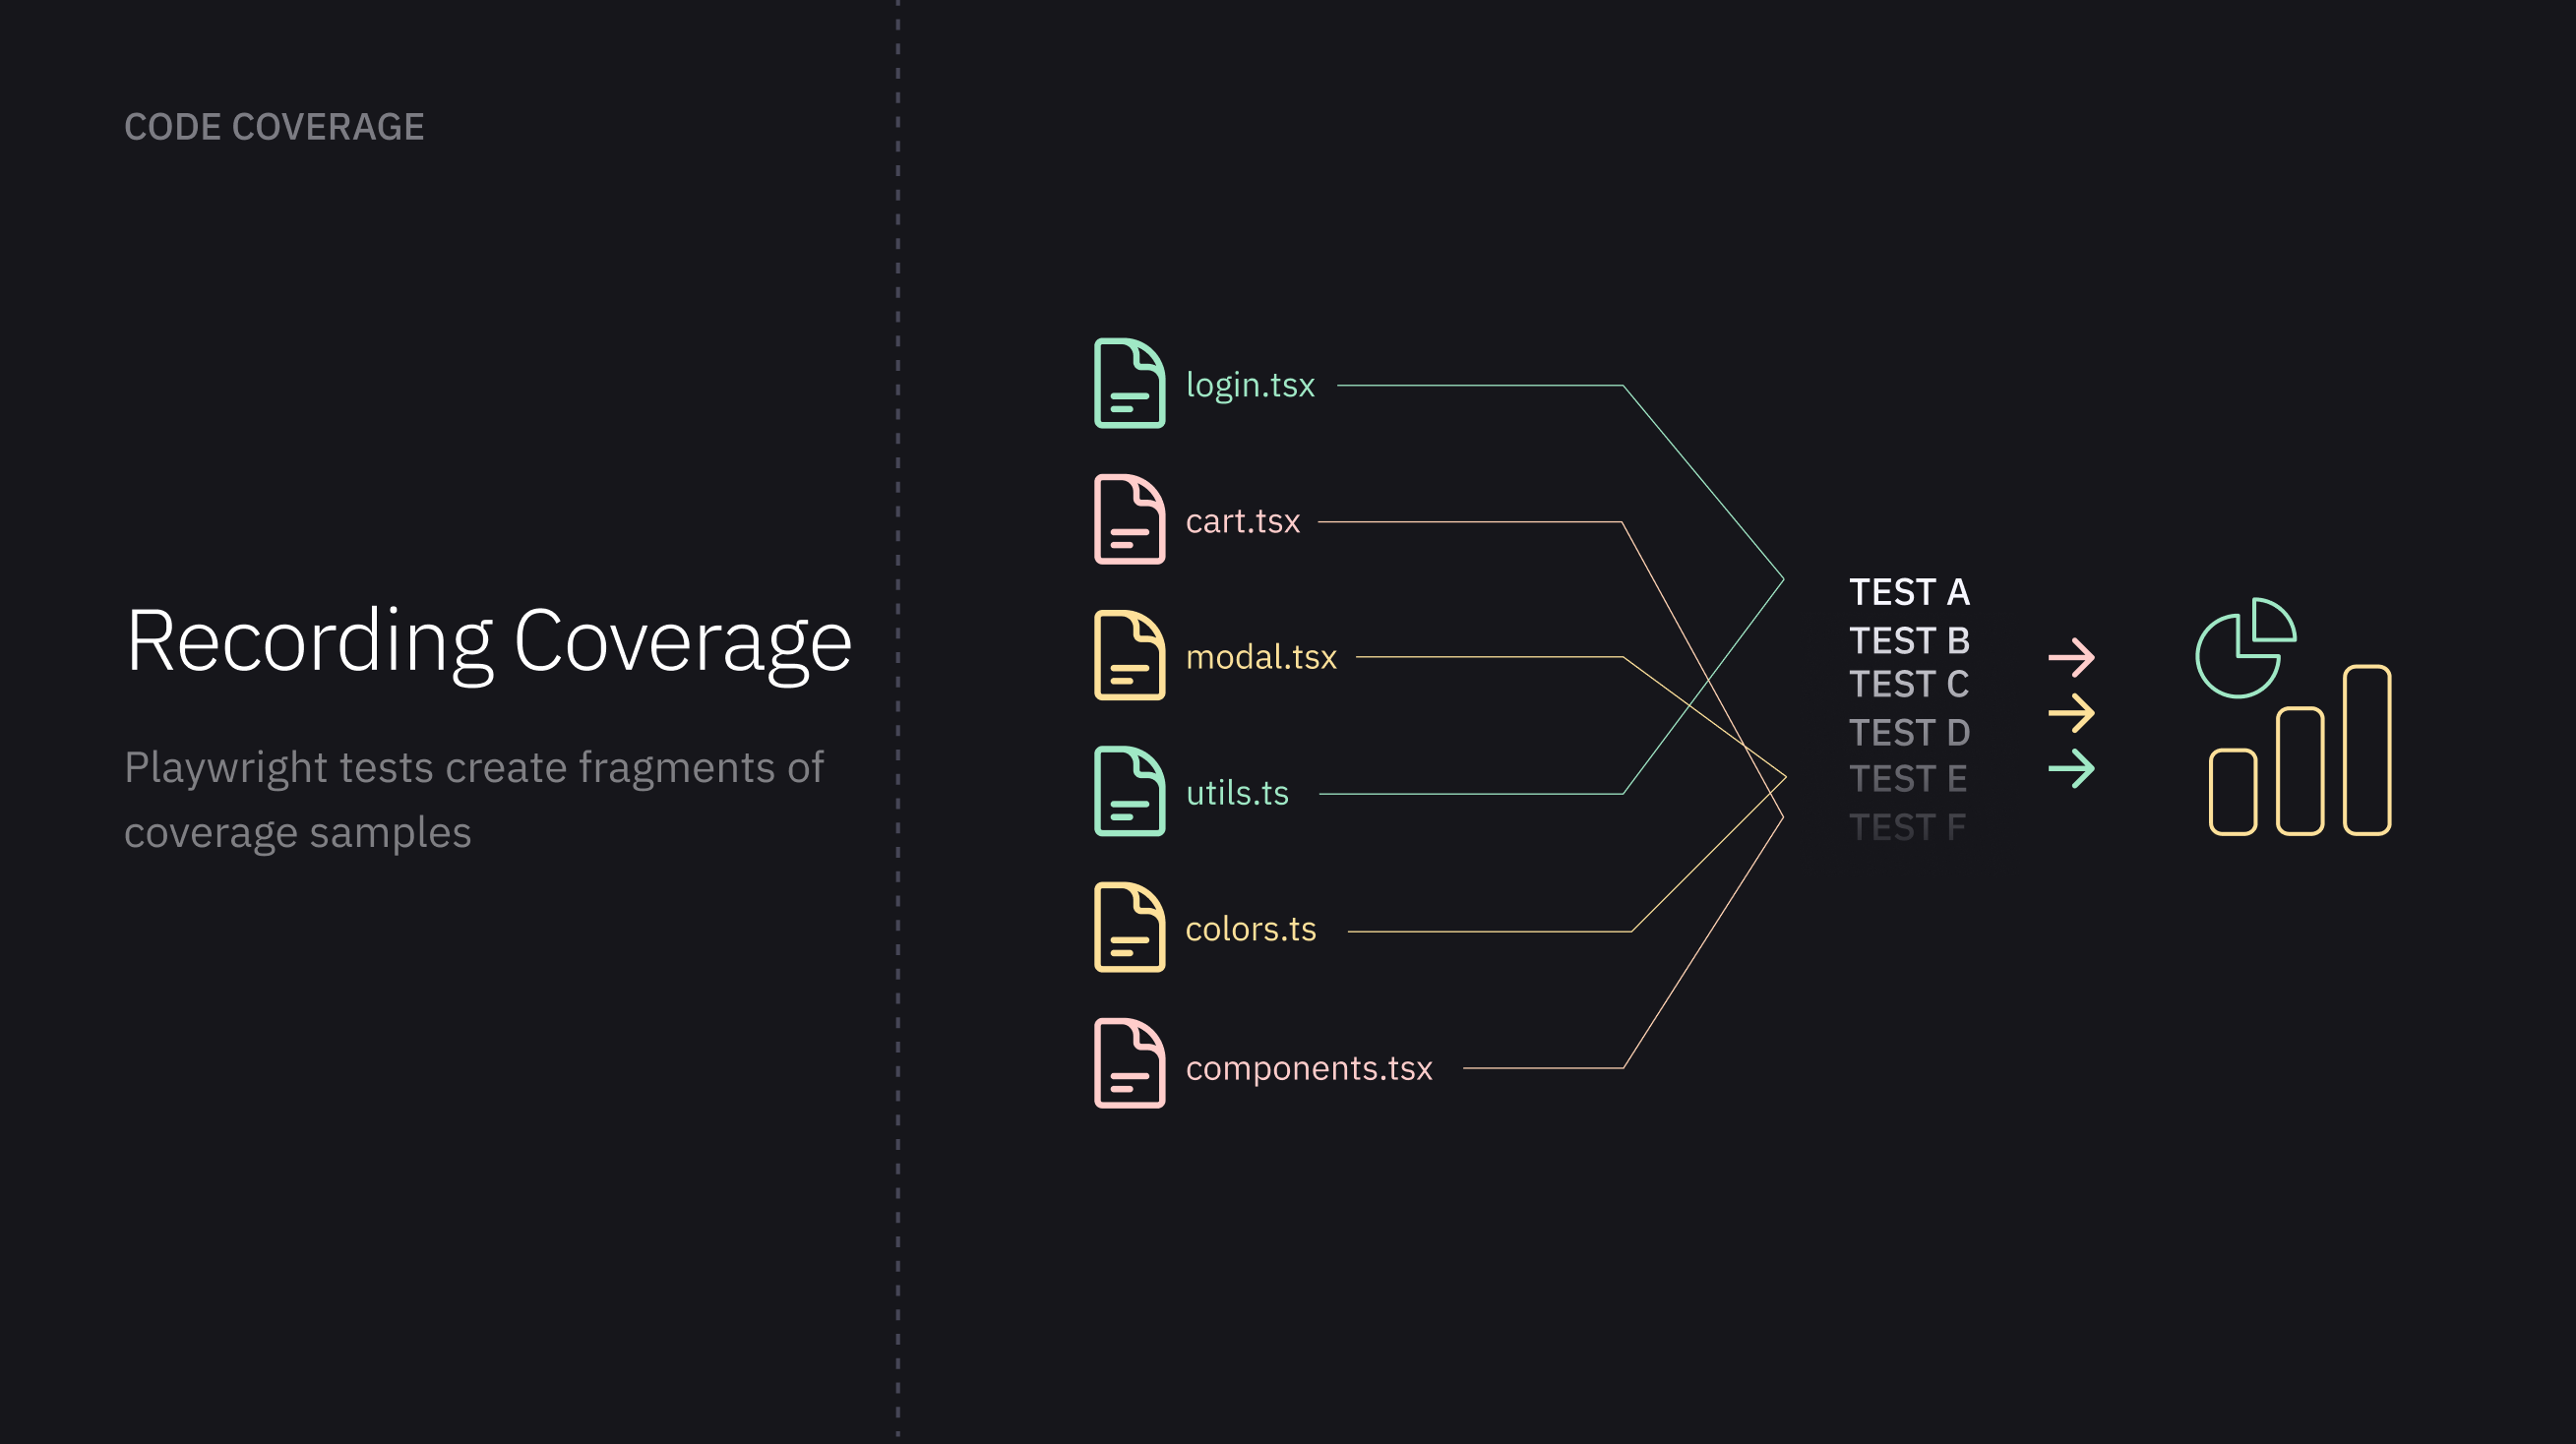 CODE COVERAGE
Recording Coverage
Playwright tests create fragments of
coverage samples
login.tsx
cart.tsx
modal.tsx
utils.ts
colors.ts
components.tsx
TEST A
TEST B
TEST C
TEST D
TEST E
TEST F